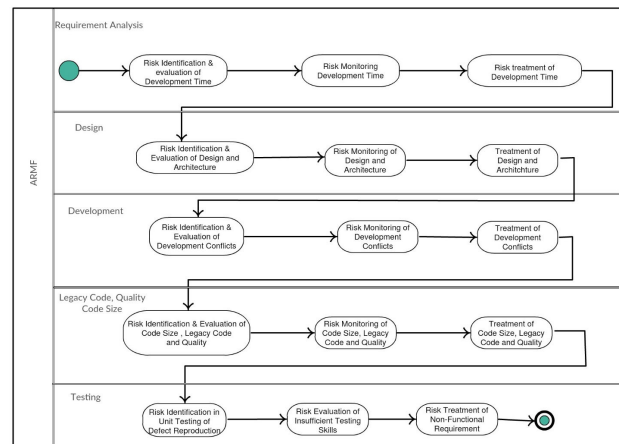 ARMF
Requirement Analysis
Risk Identification &
evaluation of
Development Time
Risk Monitoring
Development Time
Risk treatment of
Development Time
Design
Risk Identification &
Evaluation of Design and
Architecture
Risk Monitoring of
Design and
Architecture
Treatment of
Design and
Architchture
Development
Risk Identification &
Evaluation of
Development Conflicts
Risk Monitoring of
Development
Conflicts
Treatment of
Development
Conflicts
Legacy Code, Quality
Code Size
Risk Identification & Evaluation of
Code Size , Legacy Code
and Quality
Risk Monitoring of
Code Size, Legacy
Code and Quality
Treatment of
Code Size, Legacy
Code and Quality
Testing
Risk Identification in
Unit Testing of
Defect Reproduction
Risk Evaluation of
Insufficient Testing
Skills
Risk Treatment of
Non-Functional
Requirement